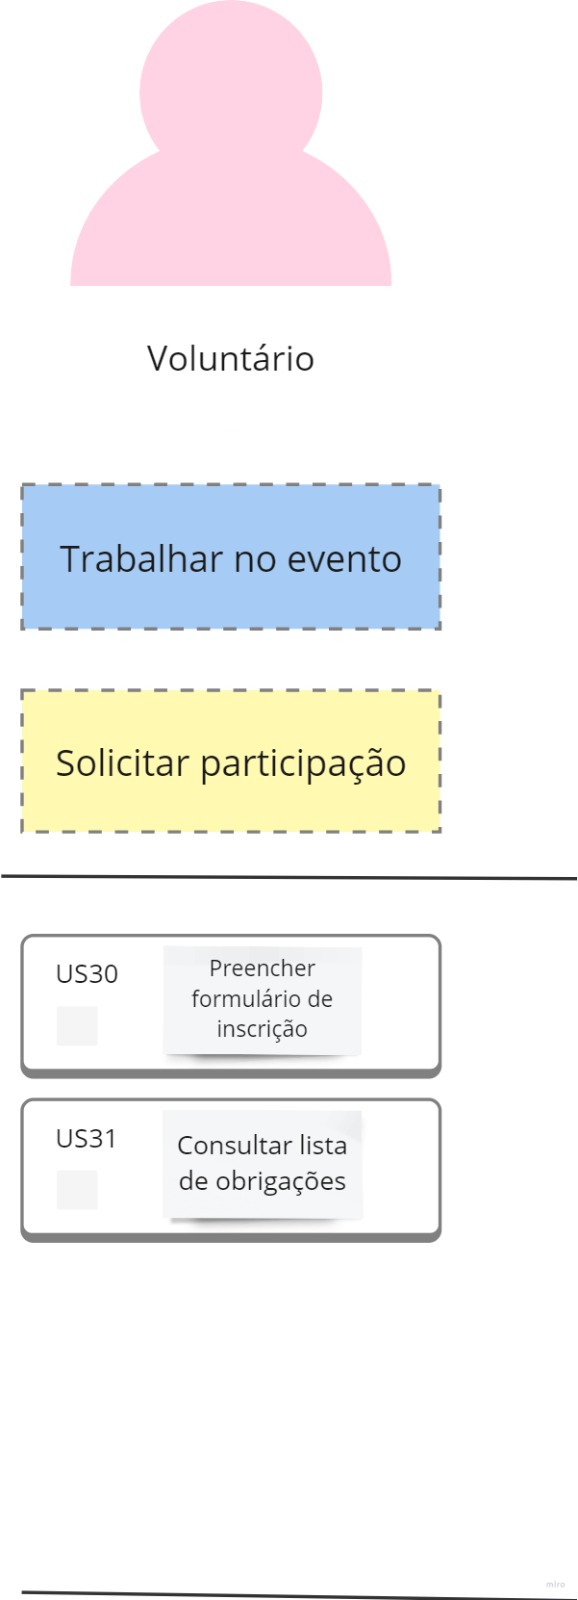 Voluntário
Trabalhar no evento
Solicitar participação
US30
Preencher
formulário de
inscrição
US31
Consultar lista
de obrigações
miro